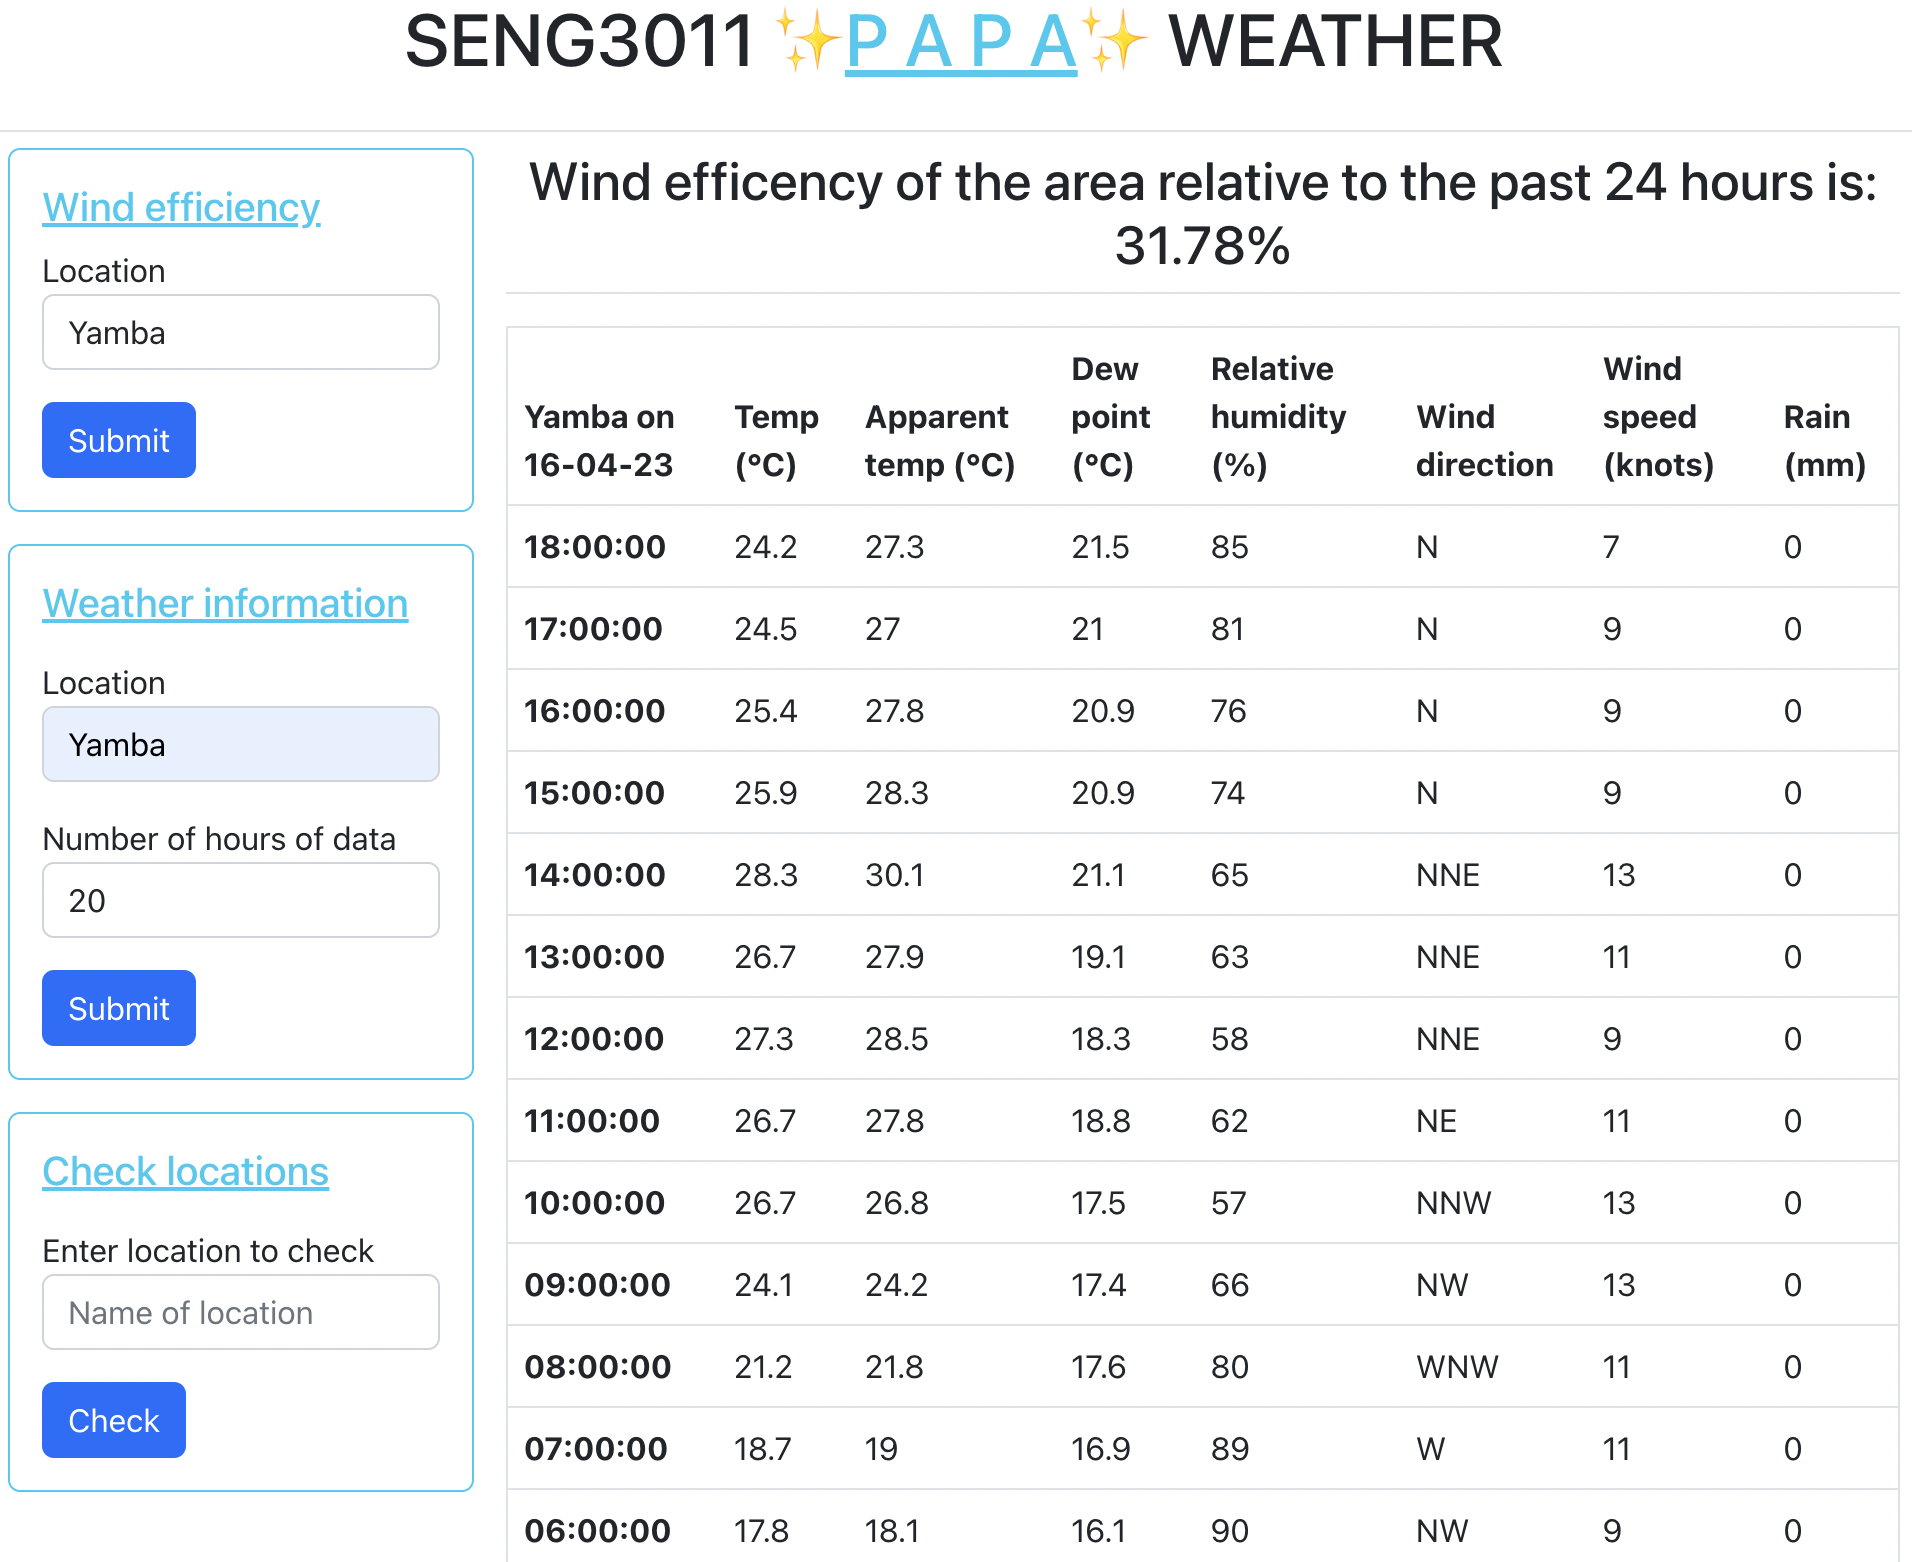 SENG3011 ✨P A P A✨ WEATHER
Wind efficiency
Location
Yamba
Submit
Weather information
Location
Yamba
Number of hours of data
20
Submit
Check locations
Enter location to check
Name of location
Check
Wind efficency of the area relative to the past 24 hours is:
31.78%
Yamba on 16-04-23 Temp (°C) Apparent temp (°C) Dew point (°C) Relative humidity (%) Wind direction Wind speed (knots) Rain (mm)
18:00:00 24.2 27.3 21.5 85 N 7 0
17:00:00 24.5 27 21 81 N 9 0
16:00:00 25.4 27.8 20.9 76 N 9 0
15:00:00 25.9 28.3 20.9 74 N 9 0
14:00:00 28.3 30.1 21.1 65 NNE 13 0
13:00:00 26.7 27.9 19.1 63 NNE 11 0
12:00:00 27.3 28.5 18.3 58 NNE 9 0
11:00:00 26.7 27.8 18.8 62 NE 11 0
10:00:00 26.7 26.8 17.5 57 NNW 13 0
09:00:00 24.1 24.2 17.4 66 NW 13 0
08:00:00 21.2 21.8 17.6 80 WNW 11 0
07:00:00 18.7 19 16.9 89 W 11 0
06:00:00 17.8 18.1 16.1 90 NW 9 0